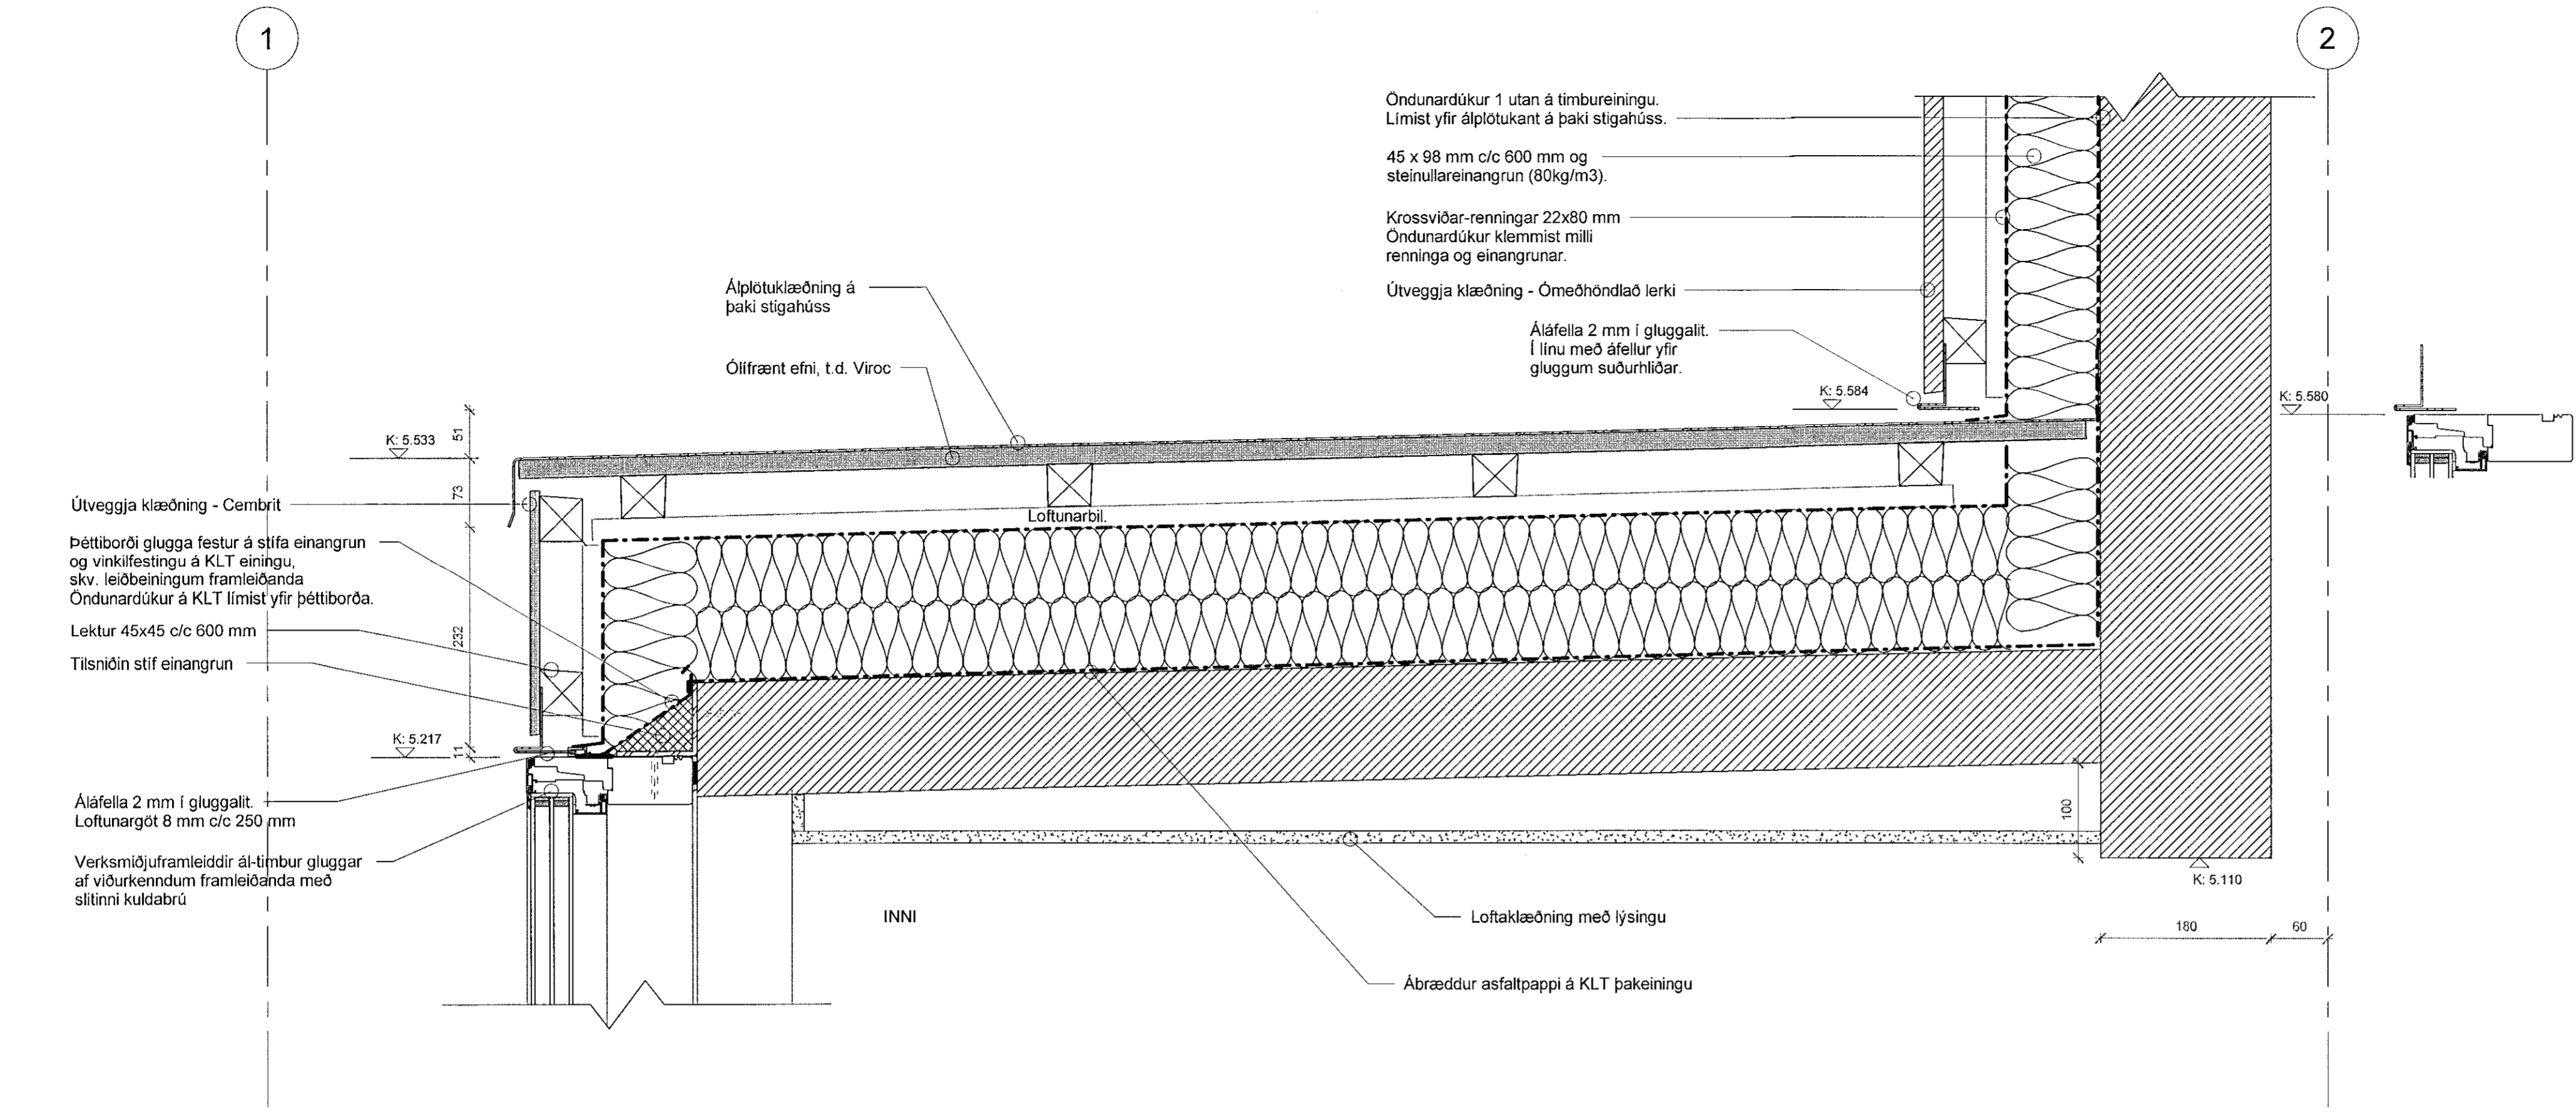 1
2
Öndunardúkur 1 utan á timbureiningu.
Límist yfir álplötukant á þaki stigahúss.
45 x 98 mm c/c 600 mm og
steinullareinangrun (80kg/m3).
Krossviðar-renningar 22x80 mm
Öndunardúkur klemmist milli
renninga og einangrunar.
Útveggja klæðning - Ómeðhöndlað lerki
Áláfella 2 mm í gluggalit.
Í línu með áfellur yfir
gluggum suðurhliðar.
K: 5.584
K: 5.580
Álplötuklæðning á
þaki stigahúss
Ólífrænt efni, t.d. Viroc
K: 5.533
51
73
232
11
Útveggja klæðning - Cembrit
Þéttiborði glugga festur á stífa einangrun
og vinkilfestingu á KLT einingu,
skv. leiðbeiningum framleiðanda
Öndunardúkur á KLT límist yfir þéttiborða.
Lektur 45x45 c/c 600 mm
Tilsniðin stíf einangrun
Loftunarbil.
K: 5.217
Áláfella 2 mm í gluggalit.
Loftunargöt 8 mm c/c 250 mm
Verksmiðjuframleiddir ál-timbur gluggar
af viðurkenndum framleiðanda með
slitinni kuldabrú
100
K: 5.110
INNI
Loftaklæðning með lýsingu
180
60
Ábræddur asfaltpappi á KLT þakeiningu